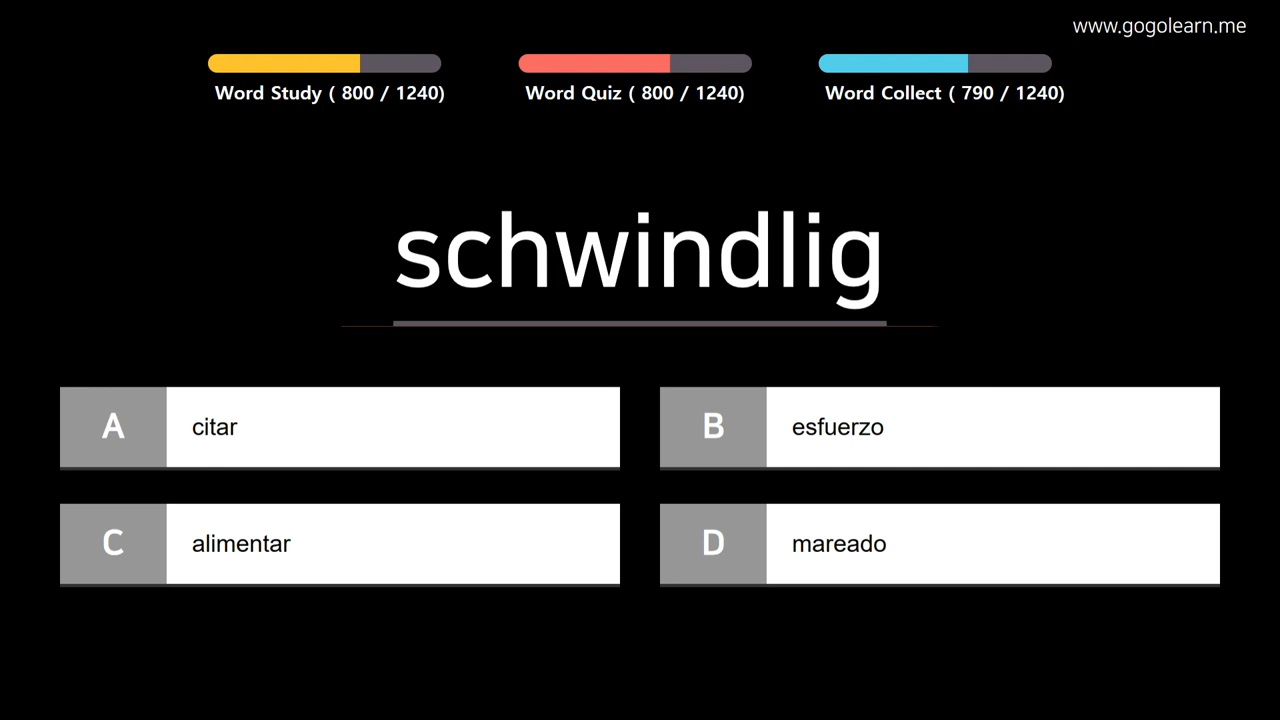 www.gogolearn.me
Word Study ( 800 / 1240)
Word Quiz ( 800 / 1240)
Word Collect ( 790 / 1240)
schwindlig
A citar
B esfuerzo
C alimentar
D mareado